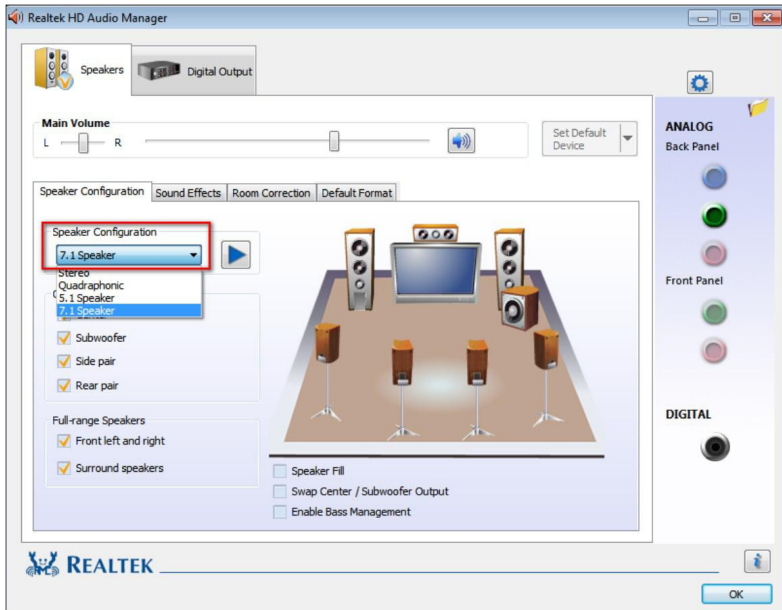 Realtek HD Audio Manager
Speakers
Digital Output
Main Volume
L
R
Set Default
Device
ANALOG
Back Panel
Speaker Configuration
Sound Effects
Room Correction
Default Format
Speaker Configuration
7.1 Speaker
Stereo
Quadraphonic
5.1 Speaker
7.1 Speaker
Subwoofer
Side pair
Rear pair
Full-range Speakers
Front left and right
Surround speakers
Speaker Fill
Swap Center / Subwoofer Output
Enable Bass Management
Front Panel
DIGITAL
REALTEK
i
OK